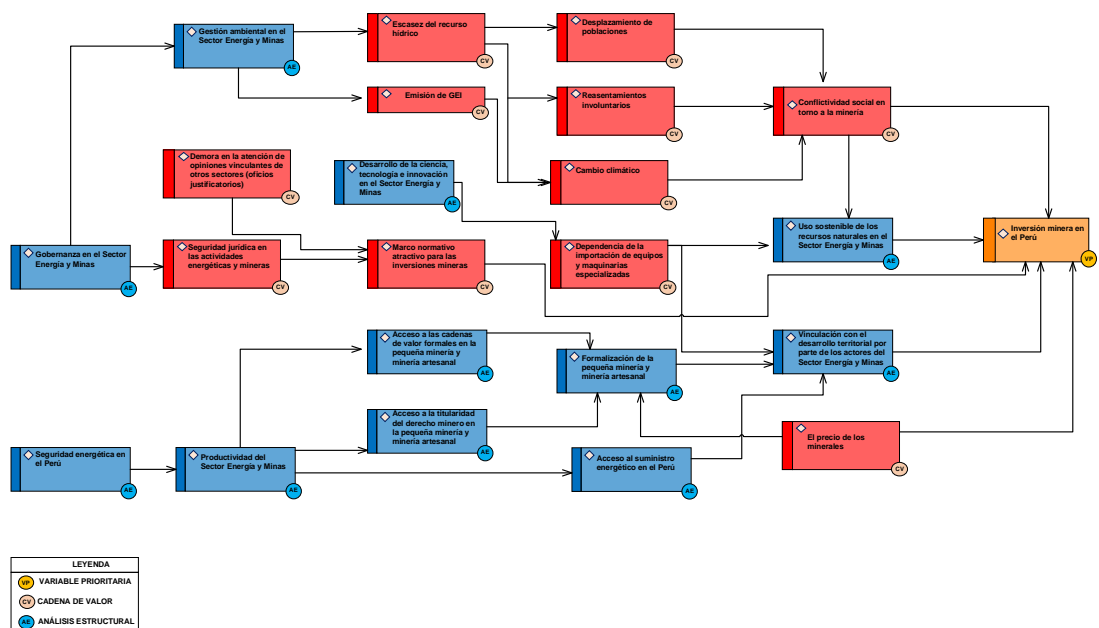 Gestión ambiental en el
Sector Energía y Minas
AE
Escasez del recurso
hídrico
CV
Desplazamiento de
poblaciones
CV
Emisión de GEI
CV
Reasentamientos
involuntarios
CV
Conflictividad social en
torno a la minería
CV
Demora en la atención de
opiniones vinculantes de
otros sectores (oficios
justificatorios)
CV
Desarrollo de la ciencia,
tecnología e innovación
en el Sector Energía y
Minas
AE
Cambio climático
CV
Gobernanza en el Sector
Energía y Minas
AE
Seguridad jurídica en
las actividades
energéticas y mineras
CV
Marco normativo
atractivo para las
inversiones mineras
CV
Dependencia de la
importación de equipos
y maquinarias
especializadas
CV
Uso sostenible de los
recursos naturales en el
Sector Energía y Minas
AE
Inversión minera en
el Perú
VP
Acceso a las cadenas
de valor formales en la
pequeña minería y
minería artesanal
AE
Formalización de la
pequeña minería y
minería artesanal
AE
Vinculación con el
desarrollo territorial por
parte de los actores del
Sector Energía y Minas
AE
Acceso a la titularidad
del derecho minero en
la pequeña minería y
minería artesanal
AE
El precio de los
minerales
CV
Seguridad energética en
el Perú
AE
Productividad del
Sector Energía y Minas
AE
Acceso al suministro
energético en el Perú
AE
LEYENDA
VP VARIABLE PRIORITARIA
CV CADENA DE VALOR
AE ANÁLISIS ESTRUCTURAL